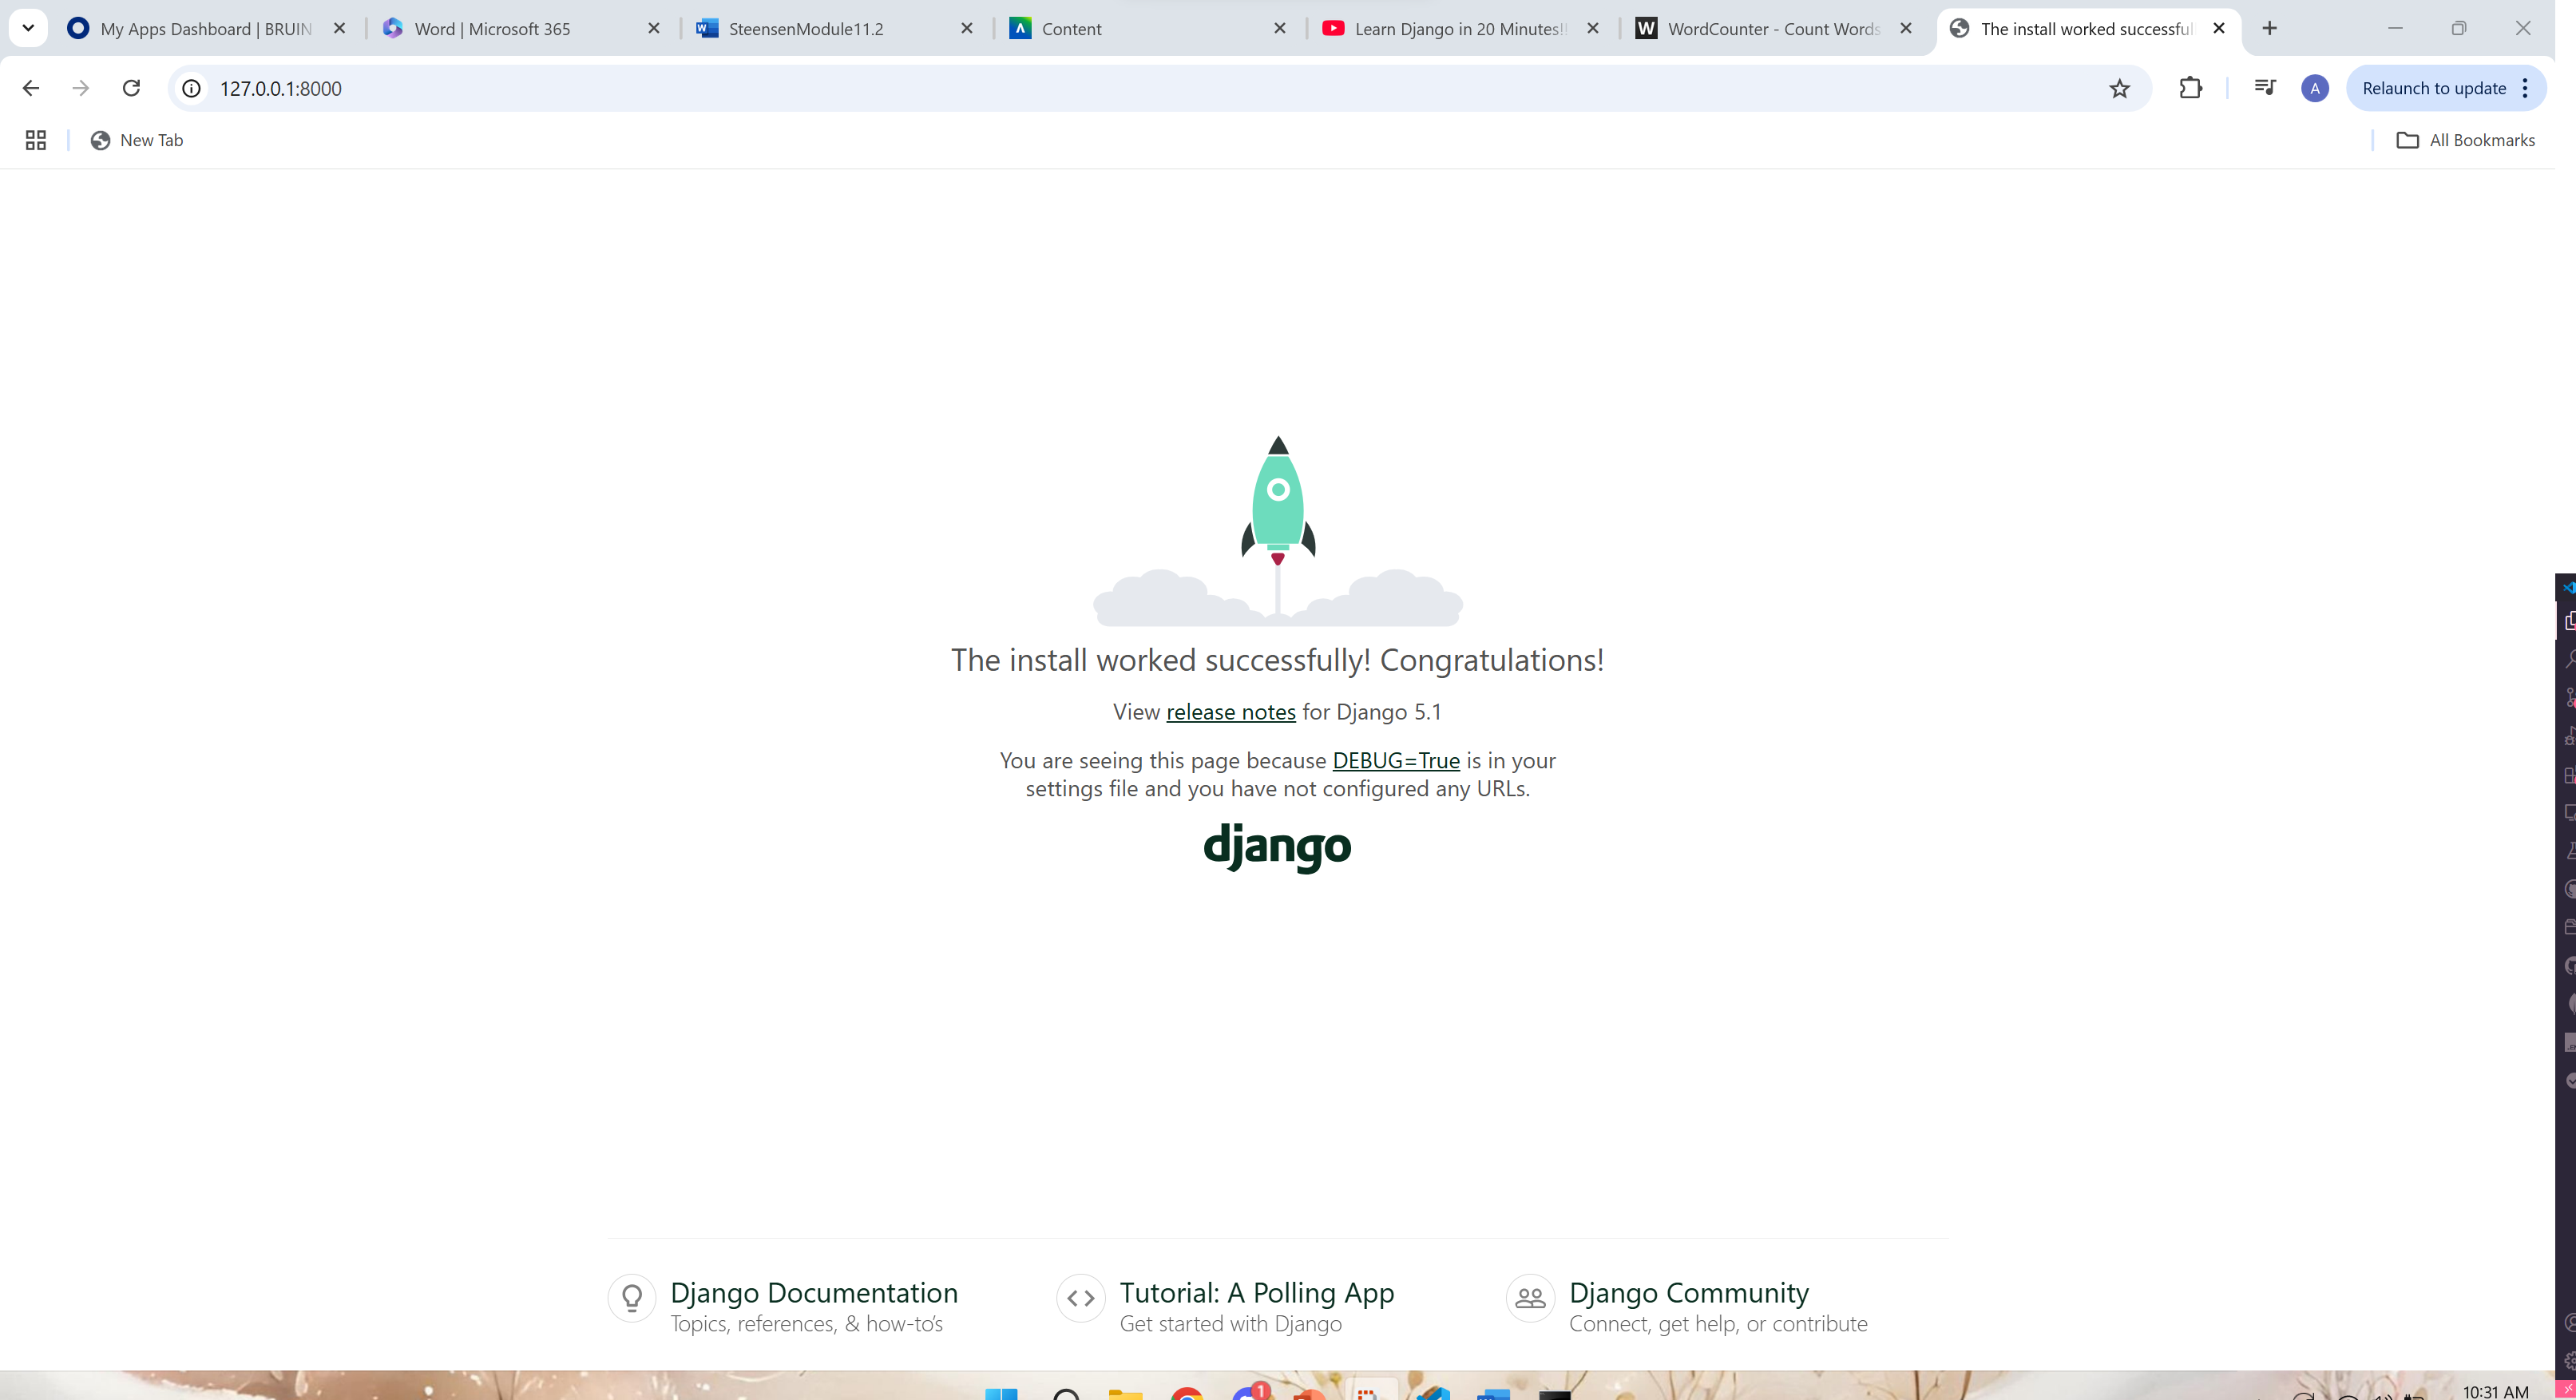 My Apps Dashboard | BRUIN
Word | Microsoft 365
SteensenModule11.2
Content
Learn Django in 20 Minutes!!
WordCounter - Count Words
The install worked successful
127.0.0.1:8000
A
Relaunch to update
New Tab
All Bookmarks
The install worked successfully! Congratulations!
View release notes for Django 5.1
You are seeing this page because DEBUG=True is in your
settings file and you have not configured any URLs.
django
Django Documentation
Topics, references, & how-to's
Tutorial: A Polling App
Get started with Django
Django Community
Connect, get help, or contribute
1
10:31 AM